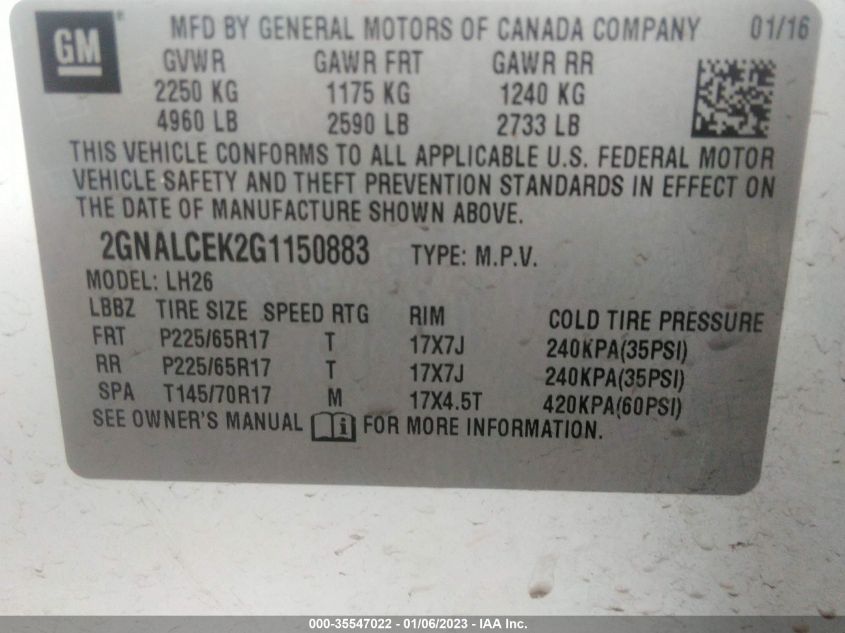 GM
MFD BY GENERAL MOTORS OF CANADA COMPANY 01/16
GVWR GAWR FRT GAWR RR
2250 KG 1175 KG 1240 KG
4960 LB 2590 LB 2733 LB
THIS VEHICLE CONFORMS TO ALL APPLICABLE U.S. FEDERAL MOTOR
VEHICLE SAFETY AND THEFT PREVENTION STANDARDS IN EFFECT ON
THE DATE OF MANUFACTURE SHOWN ABOVE.
2GNALCEK2G1150883 TYPE: M.P.V.
MODEL: LH26
LBBZ TIRE SIZE SPEED RTG RIM COLD TIRE PRESSURE
FRT P225/65R17 T 17X7J 240KPA(35PSI)
RR P225/65R17 T 17X7J 240KPA(35PSI)
SPA T145/70R17 M 17X4.5T 420KPA(60PSI)
SEE OWNER'S MANUAL i FOR MORE INFORMATION.
000-35547022 - 01/06/2023 - IAA Inc.